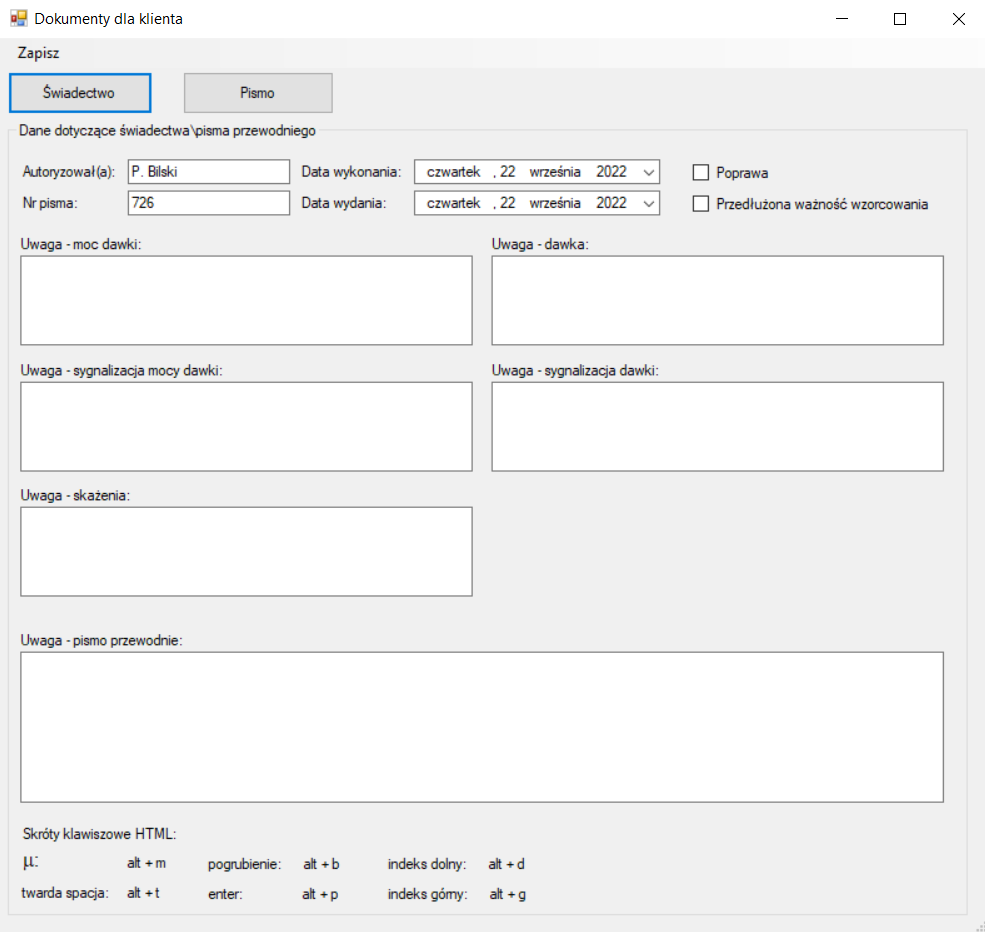 Dokumenty dla klienta
Zapisz
Świadectwo Pismo
Dane dotyczące świadectwa\pisma przewodniego
Autoryzował(a): P. Bilski Data wykonania: czwartek , 22 września 2022 Poprawa
Nr pisma: 726 Data wydania: czwartek , 22 września 2022 Przedłużona ważność wzorcowania
Uwaga - moc dawki: Uwaga - dawka:
Uwaga - sygnalizacja mocy dawki: Uwaga - sygnalizacja dawki:
Uwaga - skażenia:
Uwaga - pismo przewodnie:
Skróty klawiszowe HTML:
µ: alt + m pogrubienie: alt + b indeks dolny: alt + d
twarda spacja: alt + t enter: alt + p indeks górny: alt + g